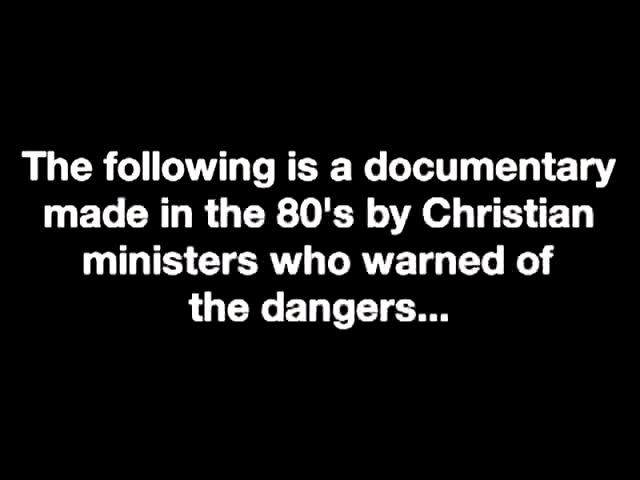 The following is a documentary
made in the 80's by Christian
ministers who warned of
the dangers...